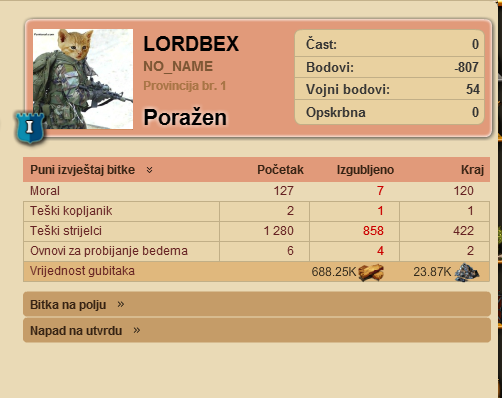 LORDBEX
NO_NAME
Provincija br. 1
Poražen
I
Čast: 0
Bodovi: -807
Vojni bodovi: 54
Opskrbna 0
Puni izvještaj bitke Početak Izgubljeno Kraj
Moral 127 7 120
Teški kopljanik 2 1 1
Teški strijelci 1 280 858 422
Ovnovi za probijanje bedema 6 4 2
Vrijednost gubitaka 688.25K 23.87K
Bitka na polju »
Napad na utvrdu »